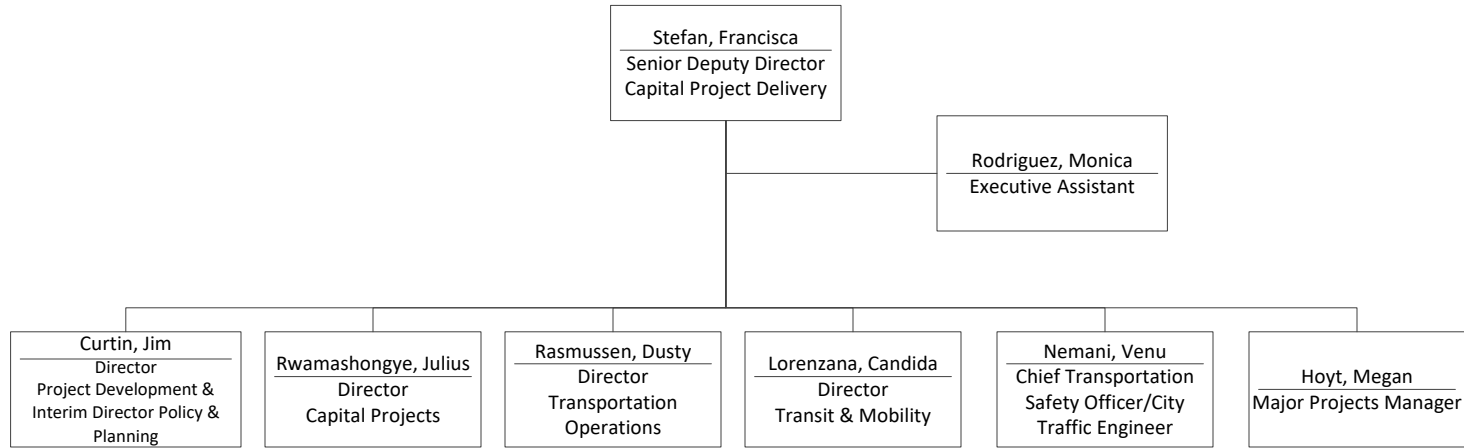 Stefan, Francisca
Senior Deputy Director
Capital Project Delivery
Rodriguez, Monica
Executive Assistant
Curtin, Jim
Director
Project Development &
Interim Director Policy &
Planning
Rwamashongye, Julius
Director
Capital Projects
Rasmussen, Dusty
Director
Transportation
Operations
Lorenzana, Candida
Director
Transit & Mobility
Nemani, Venu
Chief Transportation
Safety Officer/City
Traffic Engineer
Hoyt, Megan
Major Projects Manager